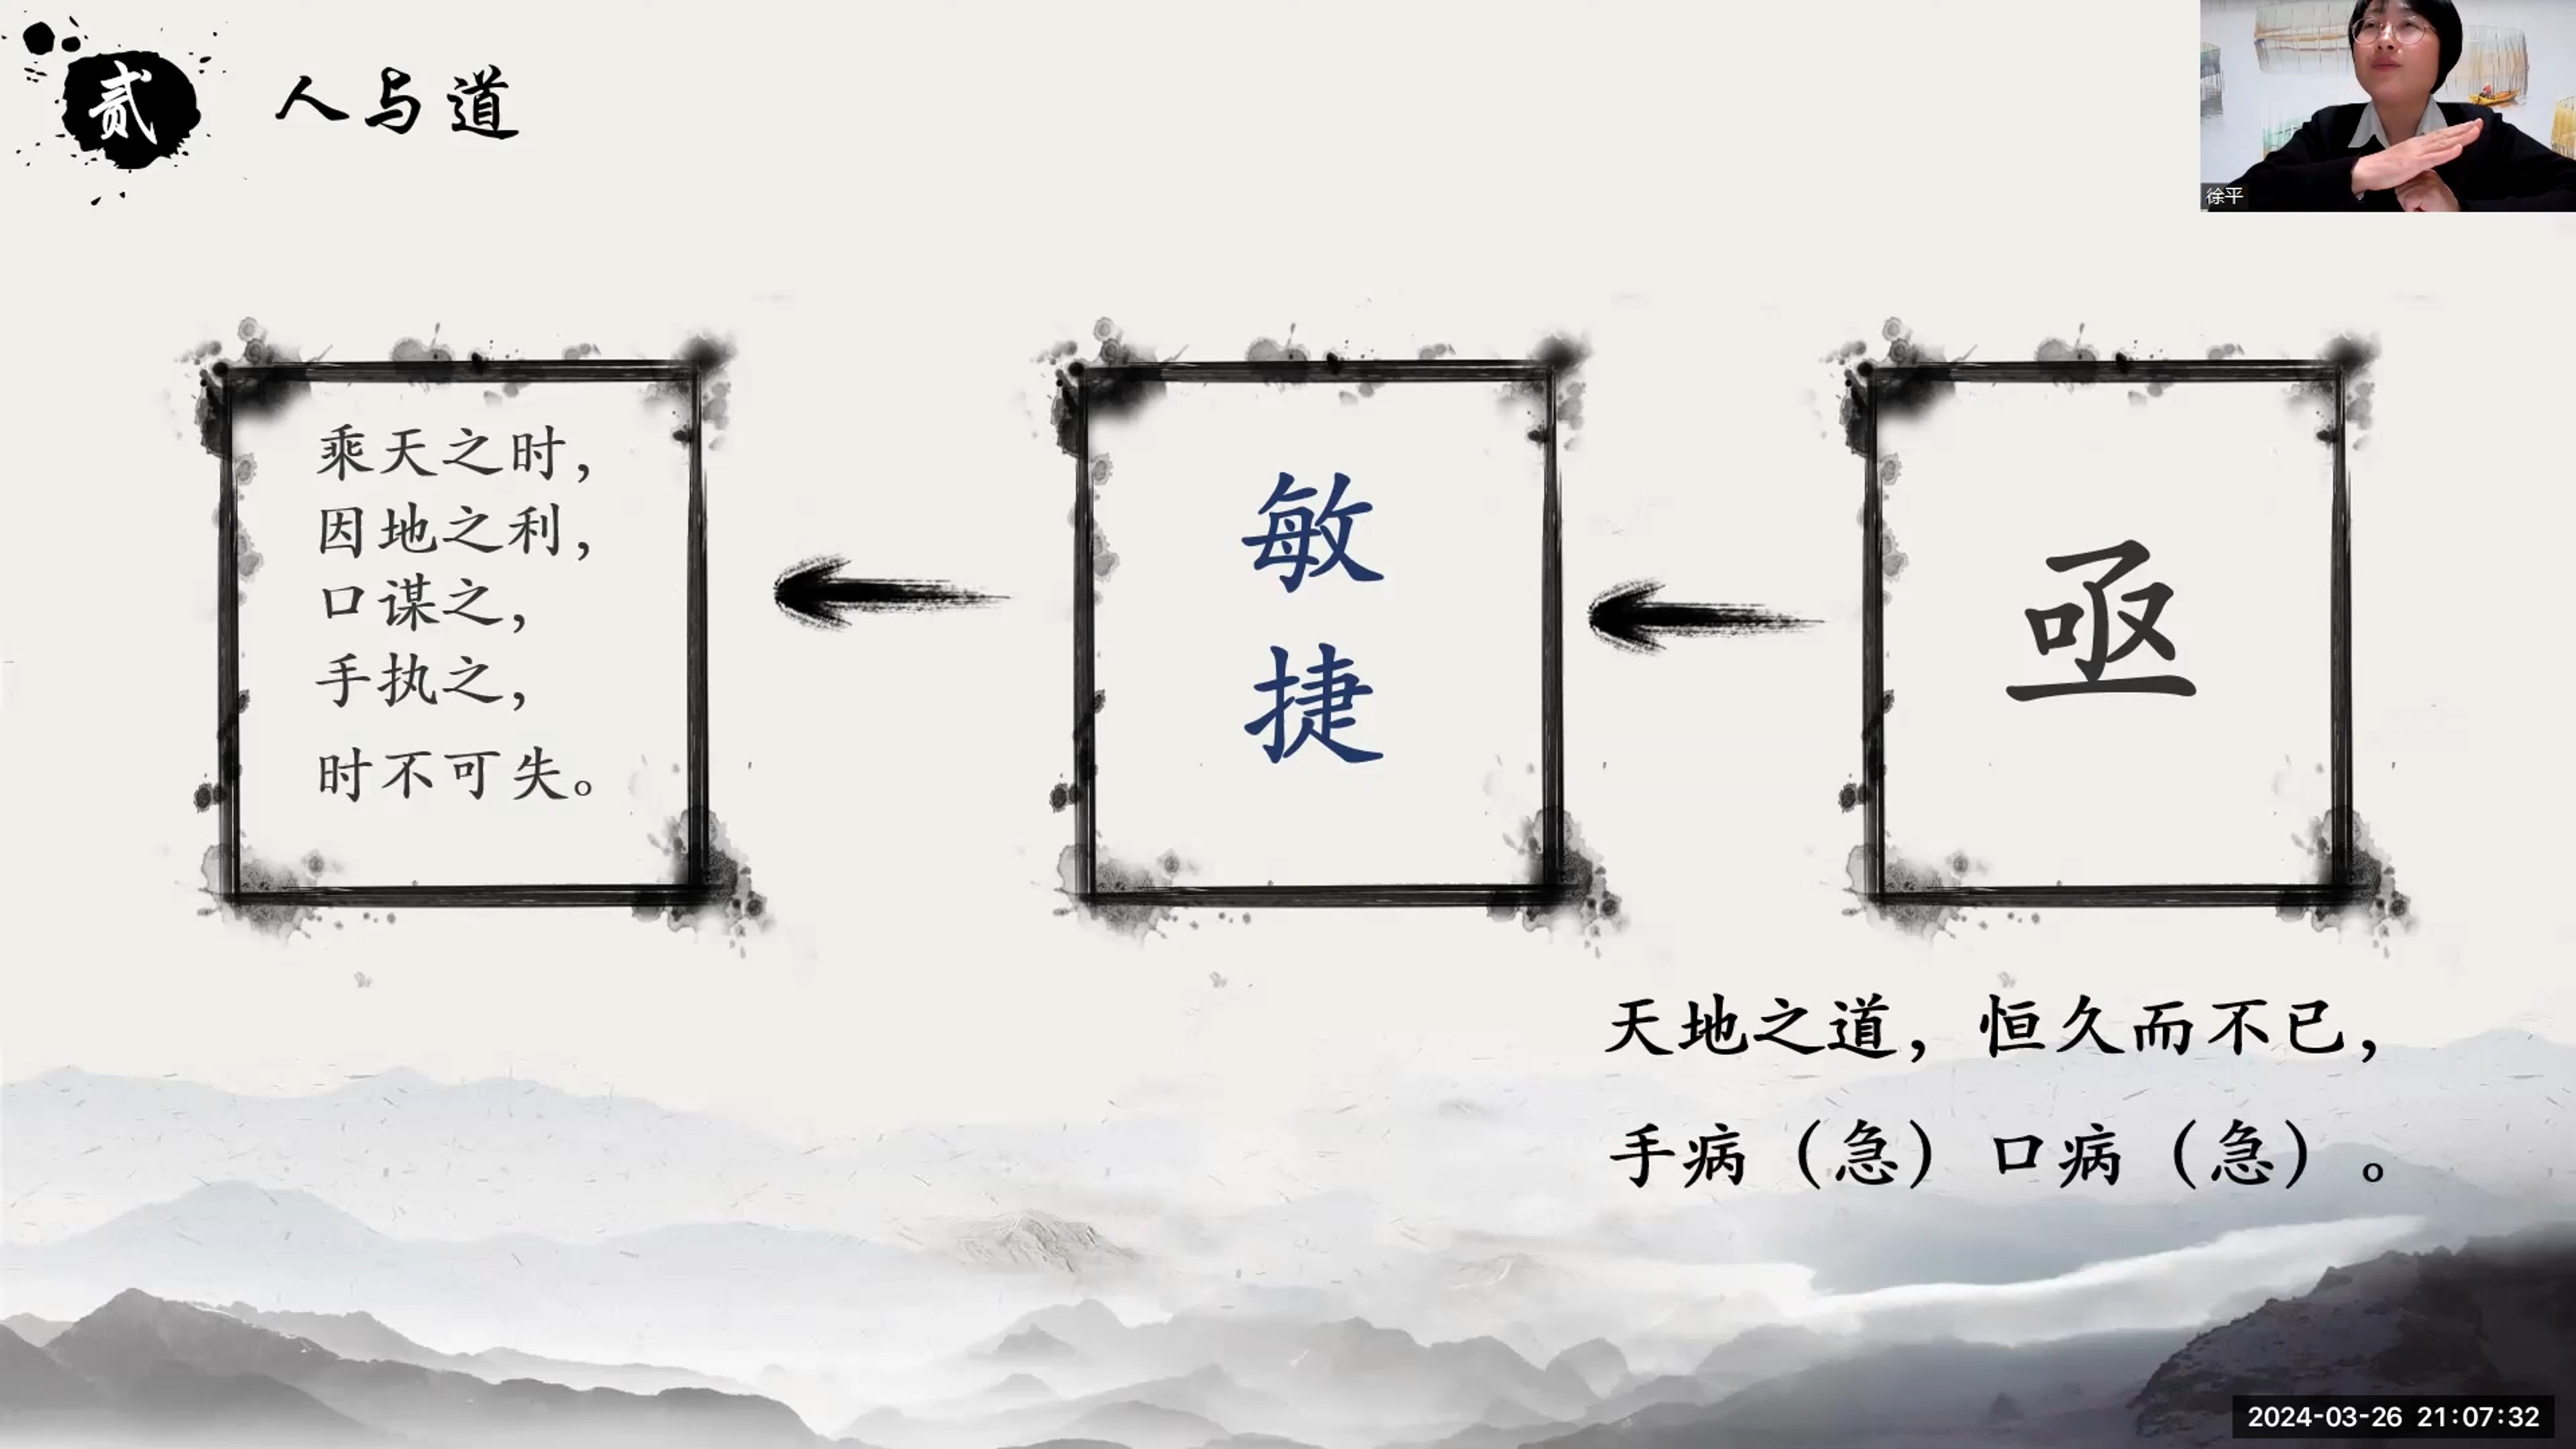 贰 人与道
徐平
乘天之时，
因地之利，
口谋之，
手执之，
时不可失。
敏
捷
亟
天地之道，恒久而不已，
手病（急）口病（急）。
2024-03-26 21:07:32